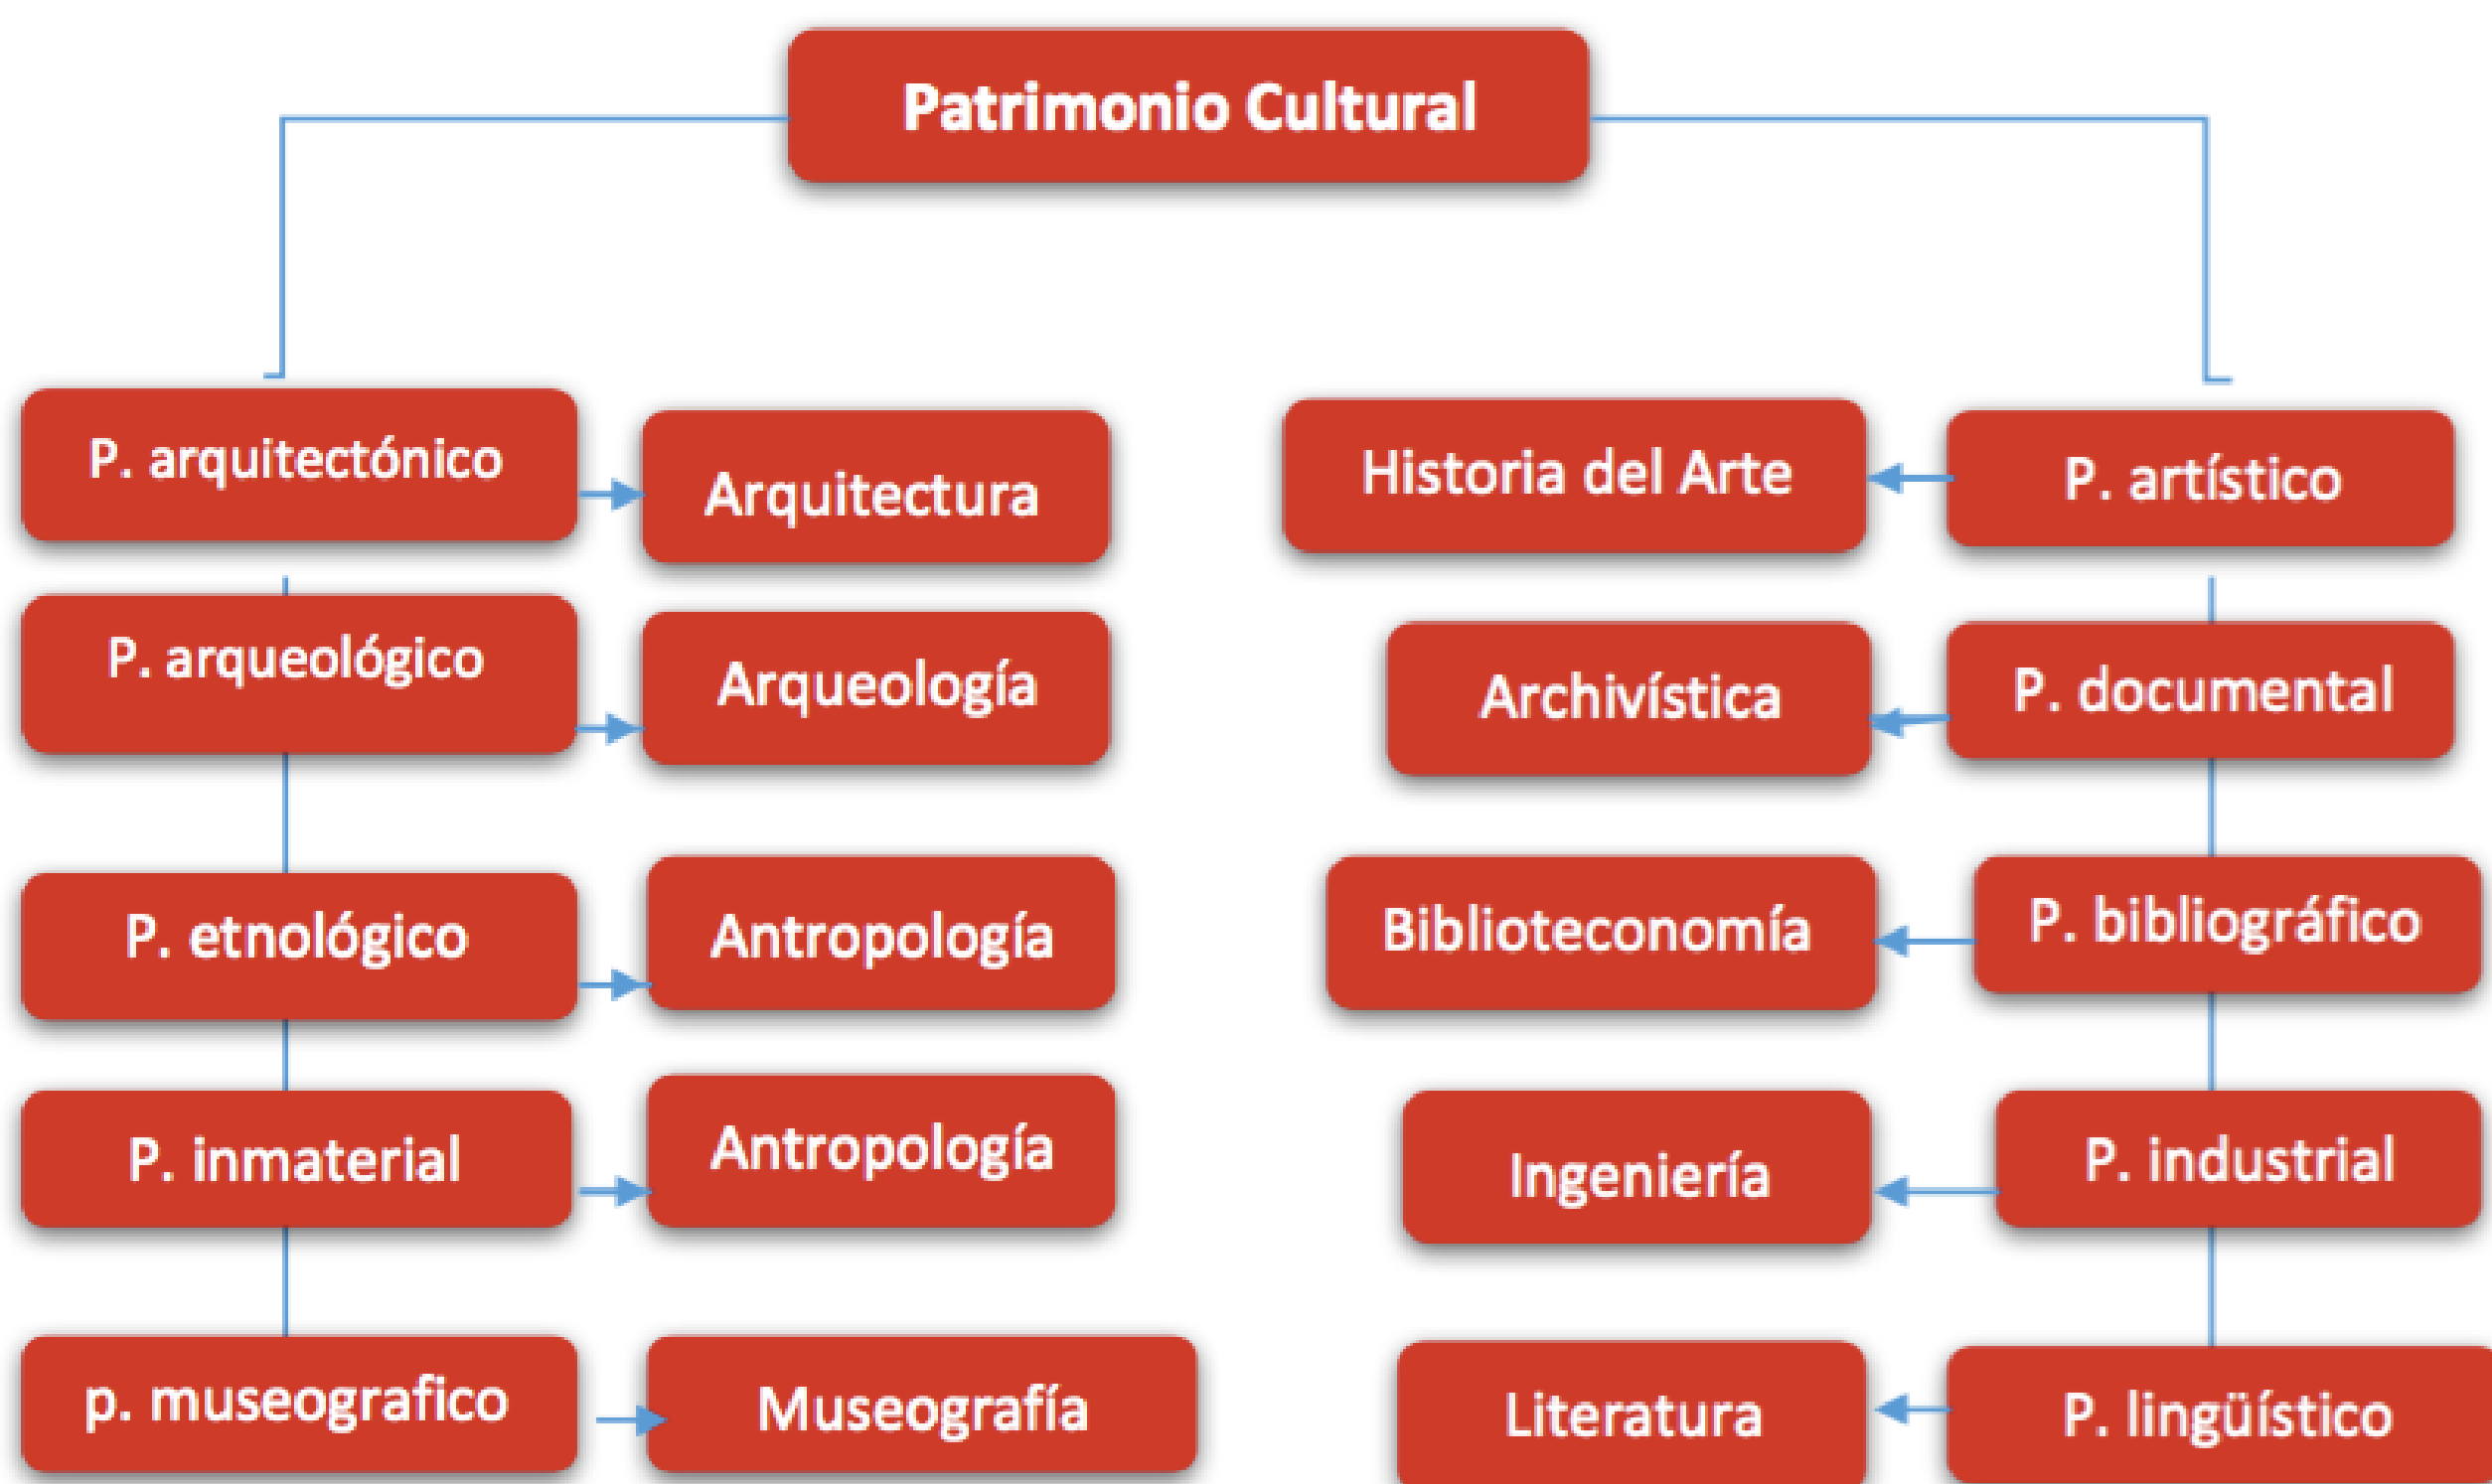 Patrimonio Cultural
P. arquitectónico
Arquitectura
Historia del Arte
P. artístico
P. arqueológico
Arqueología
Archivística
P. documental
P. etnológico
Antropología
Biblioteconomía
P. bibliográfico
P. inmaterial
Antropología
Ingeniería
P. industrial
p. museografico
Museografía
Literatura
P. lingüístico